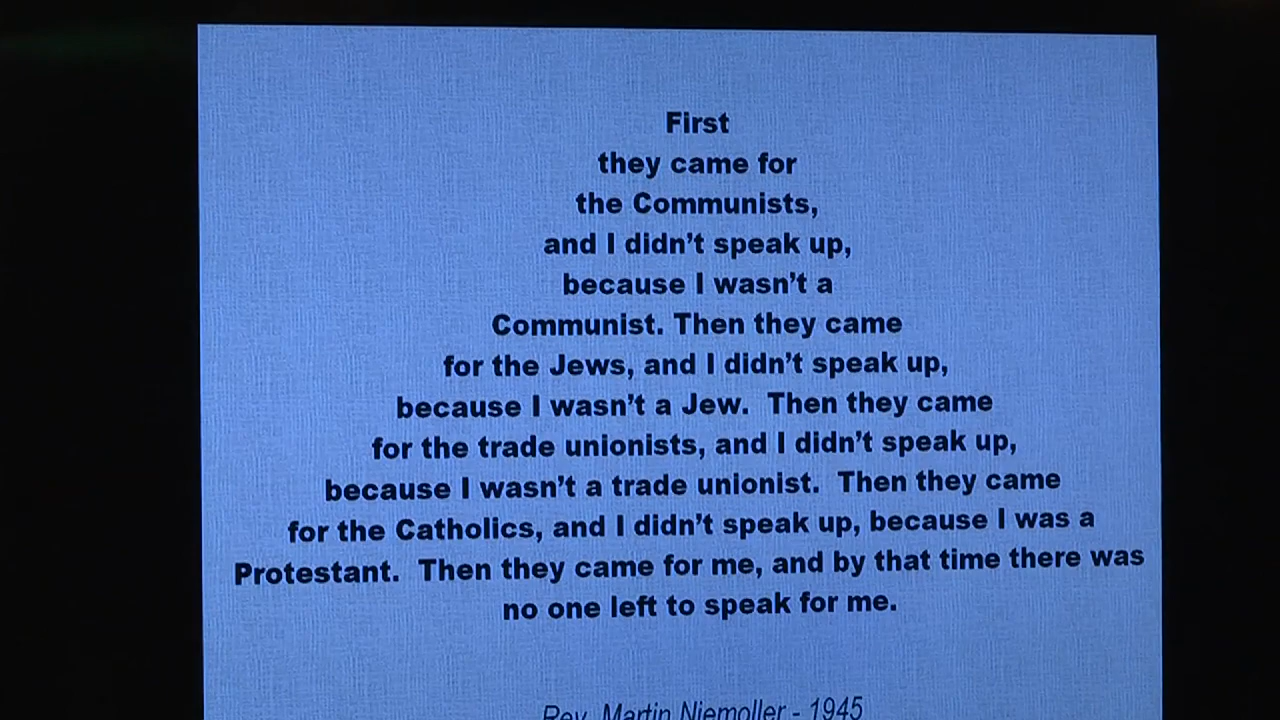 First
they came for
the Communists,
and I didn’t speak up,
because I wasn’t a
Communist. Then they came
for the Jews, and I didn’t speak up,
because I wasn’t a Jew.  Then they came
for the trade unionists, and I didn’t speak up,
because I wasn’t a trade unionist.  Then they came
for the Catholics, and I didn’t speak up, because I was a
Protestant.  Then they came for me, and by that time there was
no one left to speak for me.
Rev. Martin Niemoller - 1945